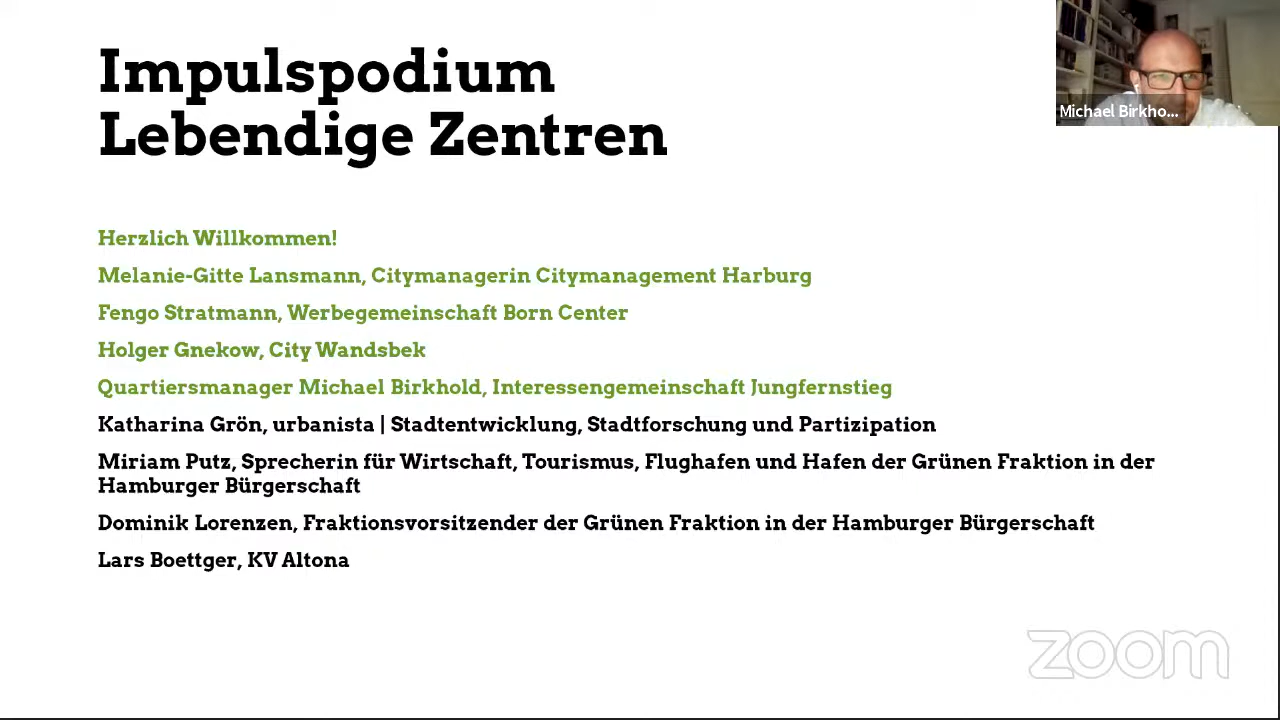 Impulspodium
Lebendige Zentren
Michael Birkho...
Herzlich Willkommen!
Melanie-Gitte Lansmann, Citymanagerin Citymanagement Harburg
Fengo Stratmann, Werbegemeinschaft Born Center
Holger Gnekow, City Wandsbek
Quartiersmanager Michael Birkhold, Interessengemeinschaft Jungfernstieg
Katharina Grön, urbanista | Stadtentwicklung, Stadtforschung und Partizipation
Miriam Putz, Sprecherin für Wirtschaft, Tourismus, Flughafen und Hafen der Grünen Fraktion in der
Hamburger Bürgerschaft
Dominik Lorenzen, Fraktionsvorsitzender der Grünen Fraktion in der Hamburger Bürgerschaft
Lars Boettger, KV Altona
zoom